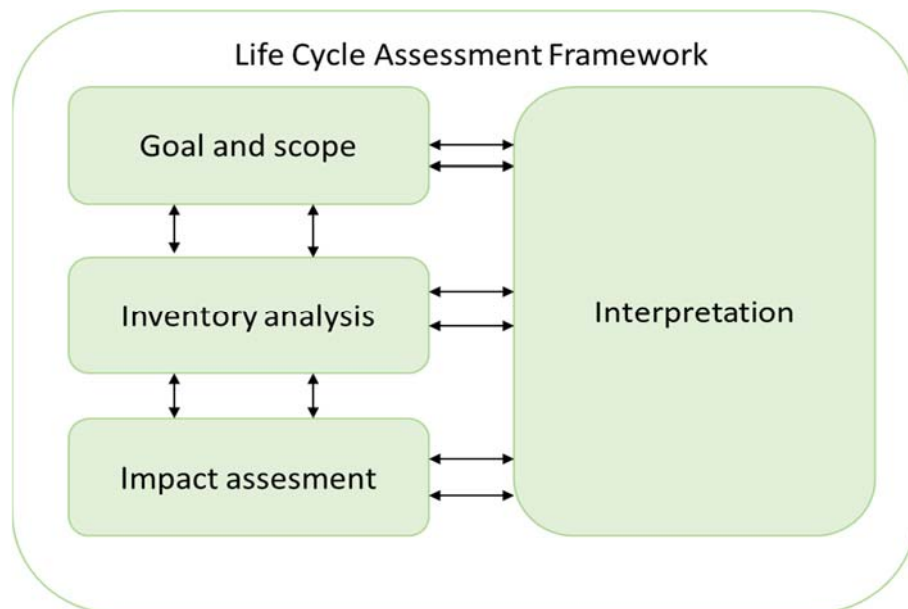 Life Cycle Assessment Framework
Goal and scope
Inventory analysis
Interpretation
Impact assesment